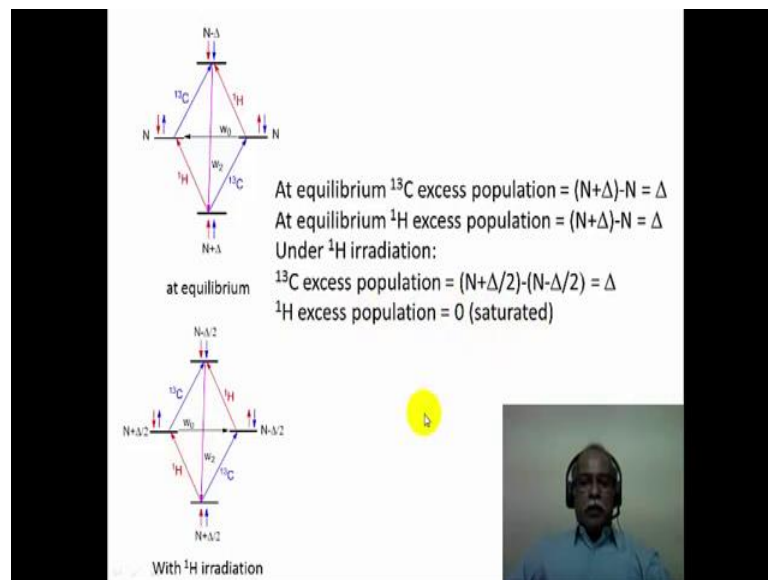 N-Δ
¹³C
¹H
N
W₀
N
W₂
¹H
¹³C
N+Δ
at equilibrium
At equilibrium ¹³C excess population = (N+Δ)-N = Δ
At equilibrium ¹H excess population = (N+Δ)-N = Δ
Under ¹H irradiation:
¹³C excess population = (N+Δ/2)-(N-Δ/2) = Δ
¹H excess population = 0 (saturated)
N-Δ/2
¹³C
¹H
N+Δ/2
W₀
N-Δ/2
W₂
¹H
¹³C
N+Δ/2
With ¹H irradiation